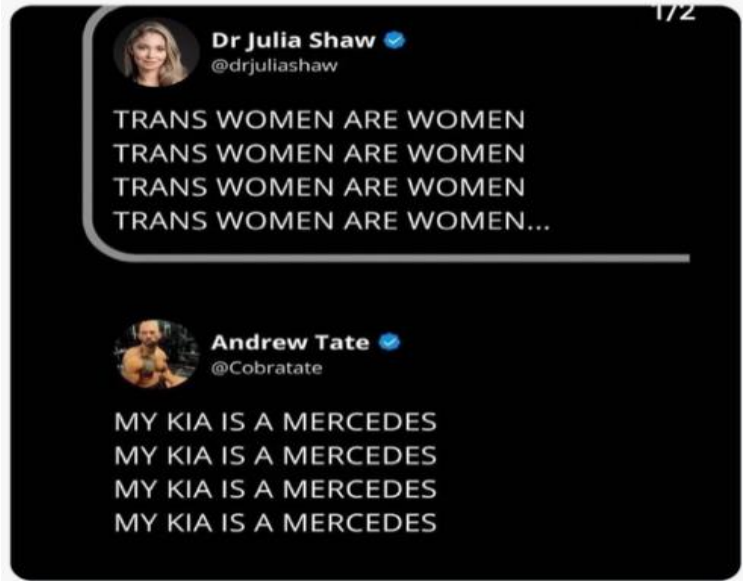 1/2
Dr Julia Shaw
@drjuliashaw
TRANS WOMEN ARE WOMEN
TRANS WOMEN ARE WOMEN
TRANS WOMEN ARE WOMEN
TRANS WOMEN ARE WOMEN...
Andrew Tate
@Cobratate
MY KIA IS A MERCEDES
MY KIA IS A MERCEDES
MY KIA IS A MERCEDES
MY KIA IS A MERCEDES